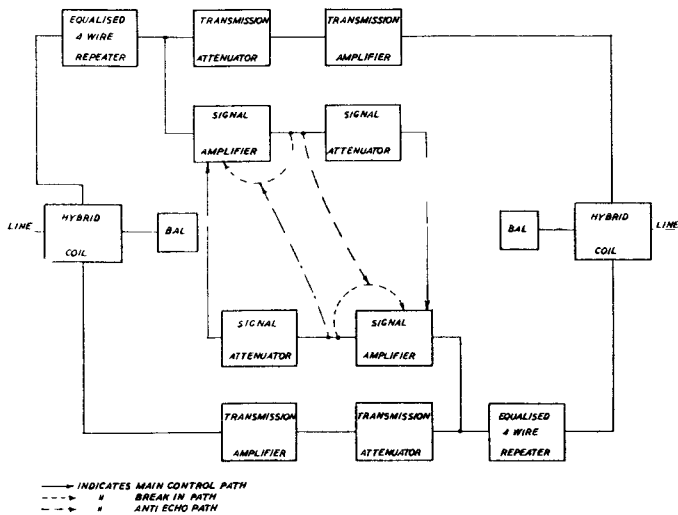 EQUALISED
4 WIRE
REPEATER
TRANSMISSION
ATTENUATOR
TRANSMISSION
AMPLIFIER
SIGNAL
AMPLIFIER
SIGNAL
ATTENUATOR
LINE
HYBRID
COIL
BAL
BAL
HYBRID
COIL
LINE
SIGNAL
ATTENUATOR
SIGNAL
AMPLIFIER
TRANSMISSION
AMPLIFIER
TRANSMISSION
ATTENUATOR
EQUALISED
4 WIRE
REPEATER
INDICATES MAIN CONTROL PATH
" BREAK IN PATH
" ANTI ECHO PATH